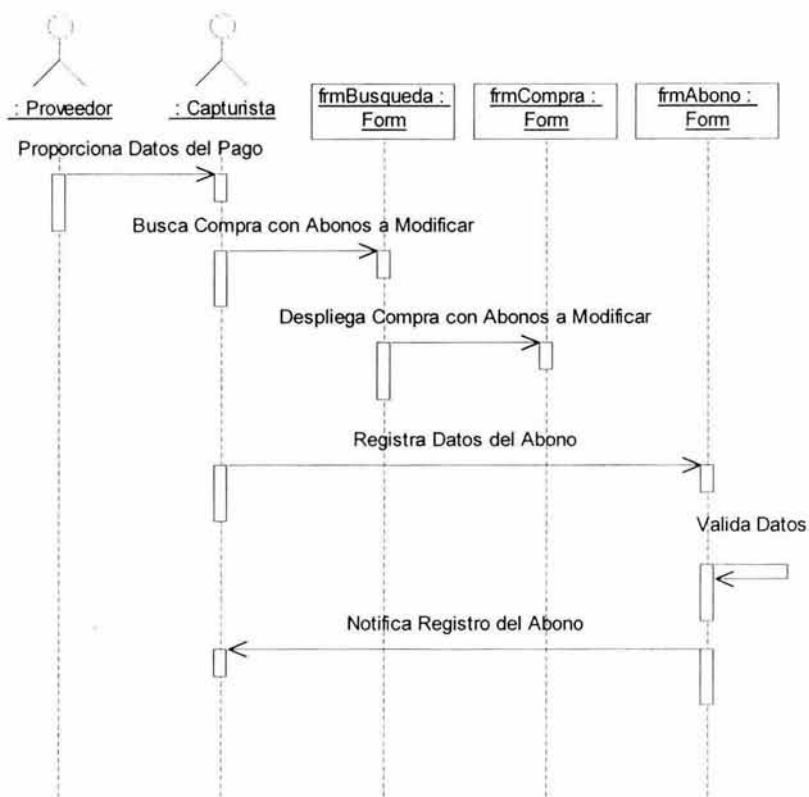 : Proveedor
: Capturista
frmBusqueda :
Form
frmCompra :
Form
frmAbono :
Form
Proporciona Datos del Pago
Busca Compra con Abonos a Modificar
Despliega Compra con Abonos a Modificar
Registra Datos del Abono
Valida Datos
Notifica Registro del Abono